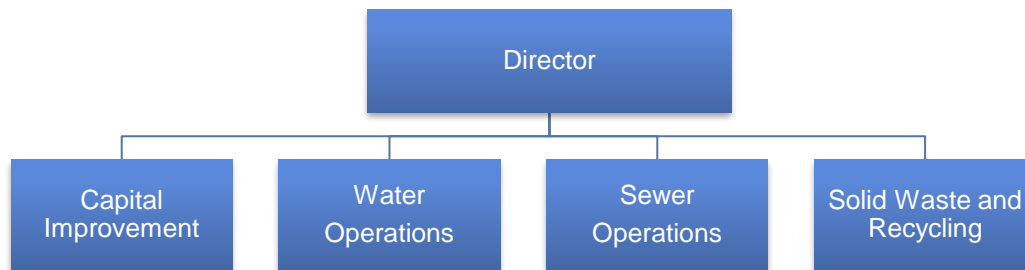 Director
Capital
Improvement
Water
Operations
Sewer
Operations
Solid Waste and
Recycling